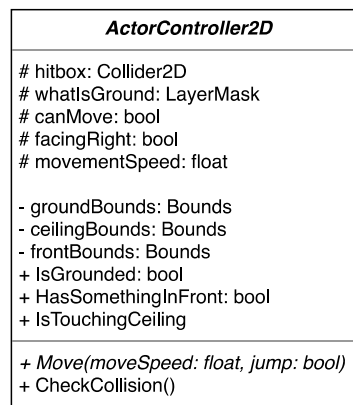 ActorController2D
# hitbox: Collider2D
# whatIsGround: LayerMask
# canMove: bool
# facingRight: bool
# movementSpeed: float
- groundBounds: Bounds
- ceilingBounds: Bounds
- frontBounds: Bounds
+ IsGrounded: bool
+ HasSomethingInFront: bool
+ IsTouchingCeiling
+ Move(moveSpeed: float, jump: bool)
+ CheckCollision()